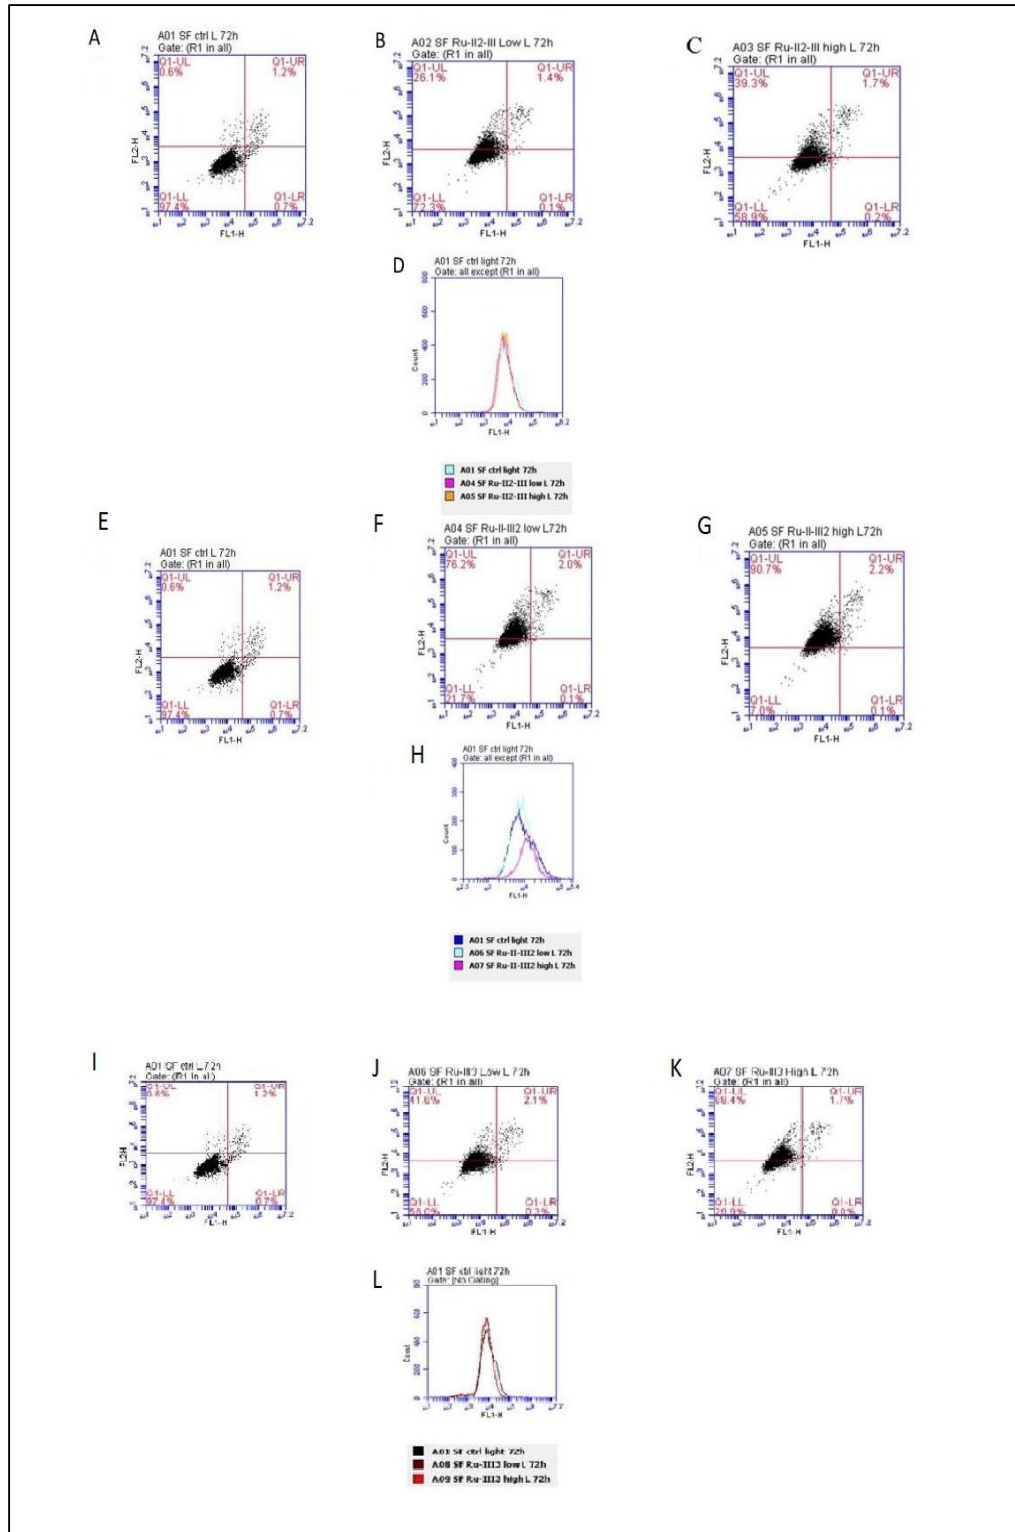 A
A01 SF ctrl L 72h
Gate: (R1 in all)
Q1-UL
0.6%
Q1-UR
1.2%
Q1-LL
97.4%
Q1-LR
0.7%
FL2-H
FL1-H
B
A02 SF Ru-II2-III Low L 72h
Gate: (R1 in all)
Q1-UL
26.1%
Q1-UR
1.4%
Q1-LL
72.3%
Q1-LR
0.1%
FL2-H
FL1-H
C
A03 SF Ru-II2-III high L 72h
Gate: (R1 in all)
Q1-UL
39.3%
Q1-UR
1.7%
Q1-LL
58.9%
Q1-LR
0.2%
FL2-H
FL1-H
D
A01 SF ctrl light 72h
Gate: all except (R1 in all)
Count
FL1-H
A01 SF ctrl light 72h
A04 SF Ru-II2-III low L 72h
A05 SF Ru-II2-III high L 72h
E
A01 SF ctrl L 72h
Gate: (R1 in all)
Q1-UL
0.6%
Q1-UR
1.2%
Q1-LL
97.4%
Q1-LR
0.7%
FL2-H
FL1-H
F
A04 SF Ru-II-III2 low L72h
Gate: (R1 in all)
Q1-UL
76.2%
Q1-UR
2.0%
Q1-LL
21.7%
Q1-LR
0.1%
FL2-H
FL1-H
G
A05 SF Ru-II-III2 high L72h
Gate: (R1 in all)
Q1-UL
90.7%
Q1-UR
2.2%
Q1-LL
7.0%
Q1-LR
0.1%
FL2-H
FL1-H
H
A01 SF ctrl light 72h
Gate: all except (R1 in all)
Count
FL1-H
A01 SF ctrl light 72h
A06 SF Ru-II-III2 low L 72h
A07 SF Ru-II-III2 high L 72h
I
A01 SF ctrl L 72h
Gate: (R1 in all)
Q1-UL
0.6%
Q1-UR
1.2%
Q1-LL
97.4%
Q1-LR
0.7%
FL2-H
FL1-H
J
A06 SF Ru-III3 Low L 72h
Gate: (R1 in all)
Q1-UL
Q1-UR
2.1%
Q1-LL
Q1-LR
0.3%
FL2-H
FL1-H
K
A07 SF Ru-III3 High L 72h
Gate: (R1 in all)
Q1-UL
Q1-UR
1.7%
Q1-LL
Q1-LR
0.0%
FL2-H
FL1-H
L
A01 SF ctrl light 72h
Gate: [No Gating]
Count
FL1-H
A01 SF ctrl light 72h
A08 SF Ru-III3 low L 72h
A09 SF Ru-III3 high L 72h